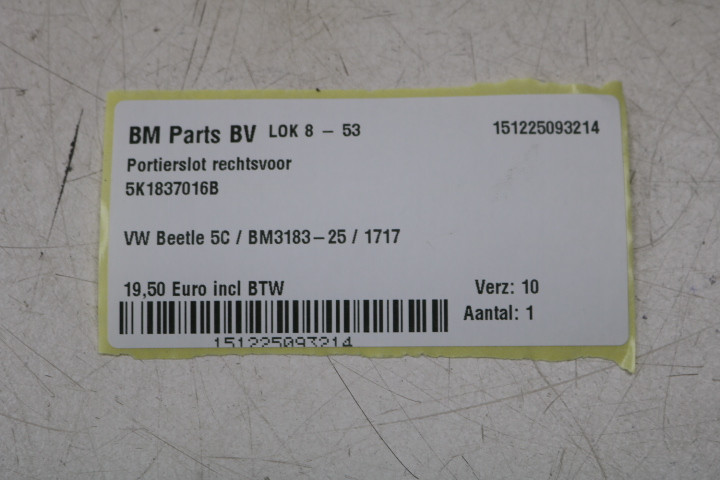 BM Parts BV LOK 8 - 53 151225093214
Portierslot rechtsvoor
5K1837016B
VW Beetle 5C / BM3183-25 / 1717
19,50 Euro incl BTW Verz: 10
Aantal: 1
151225093214